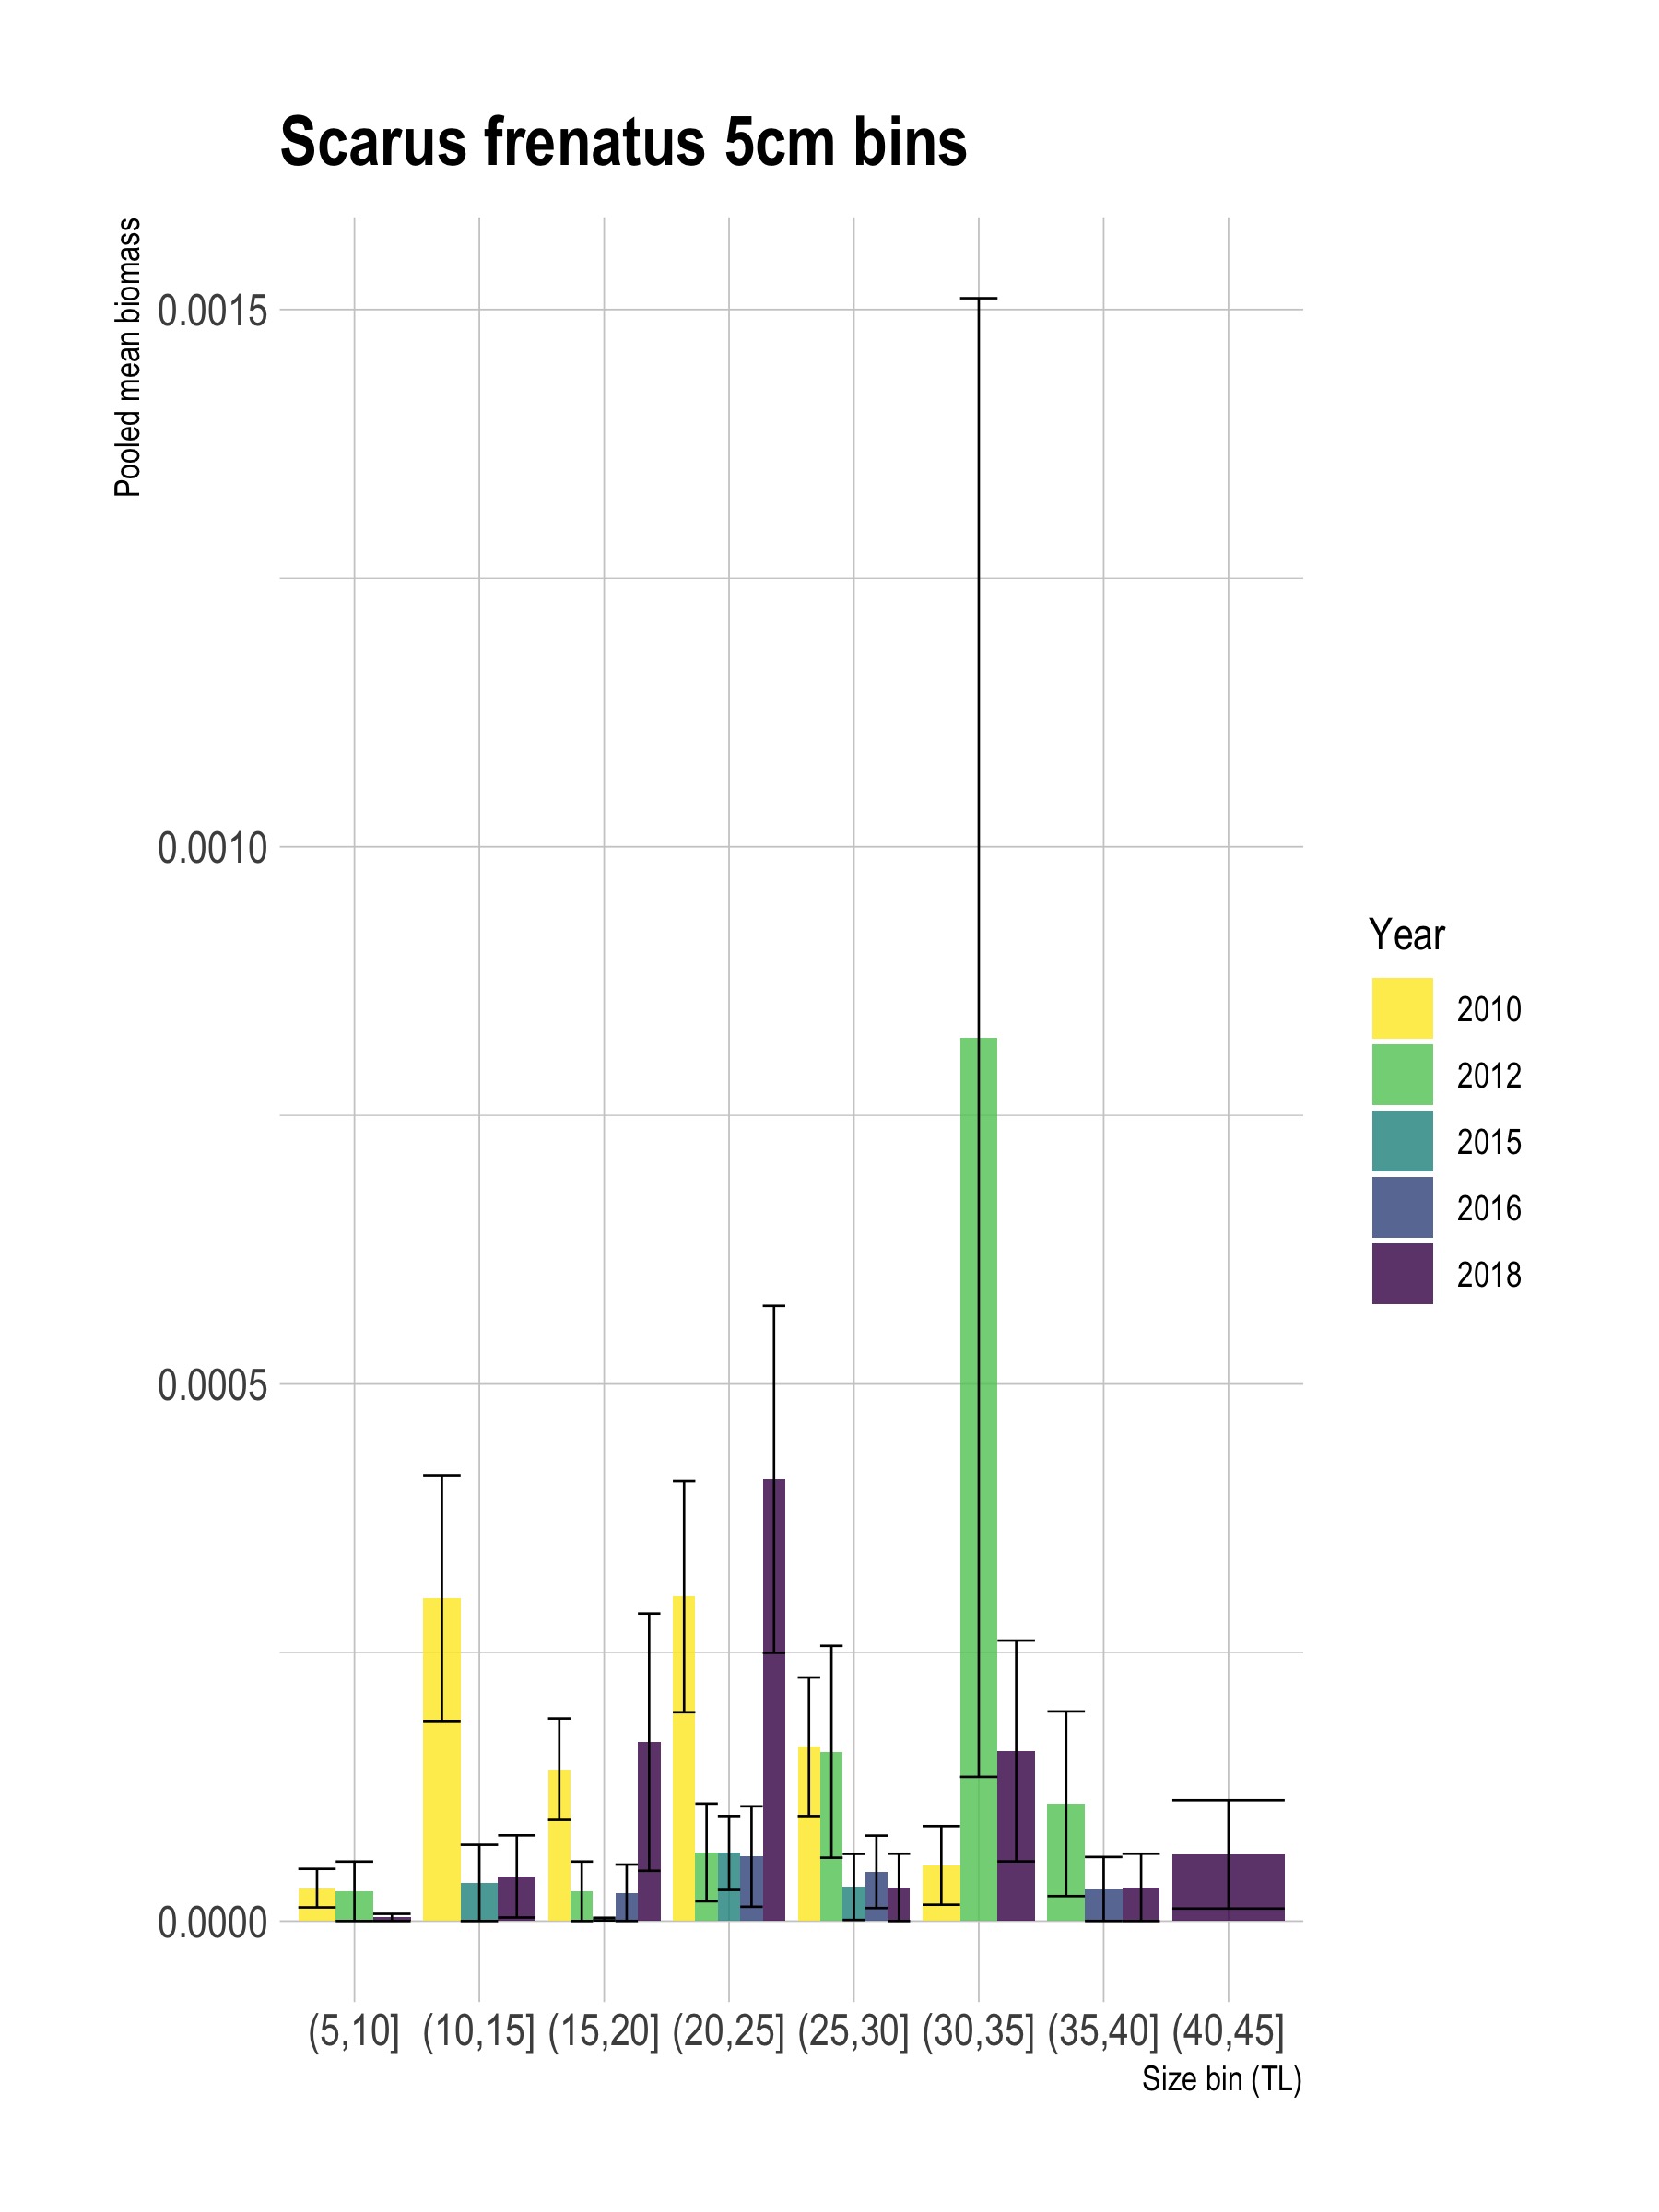 Scarus frenatus 5cm bins
Pooled mean biomass
0.0015
0.0010
0.0005
0.0000
(5,10] (10,15] (15,20] (20,25] (25,30] (30,35] (35,40] (40,45]
Size bin (TL)
Year
2010
2012
2015
2016
2018